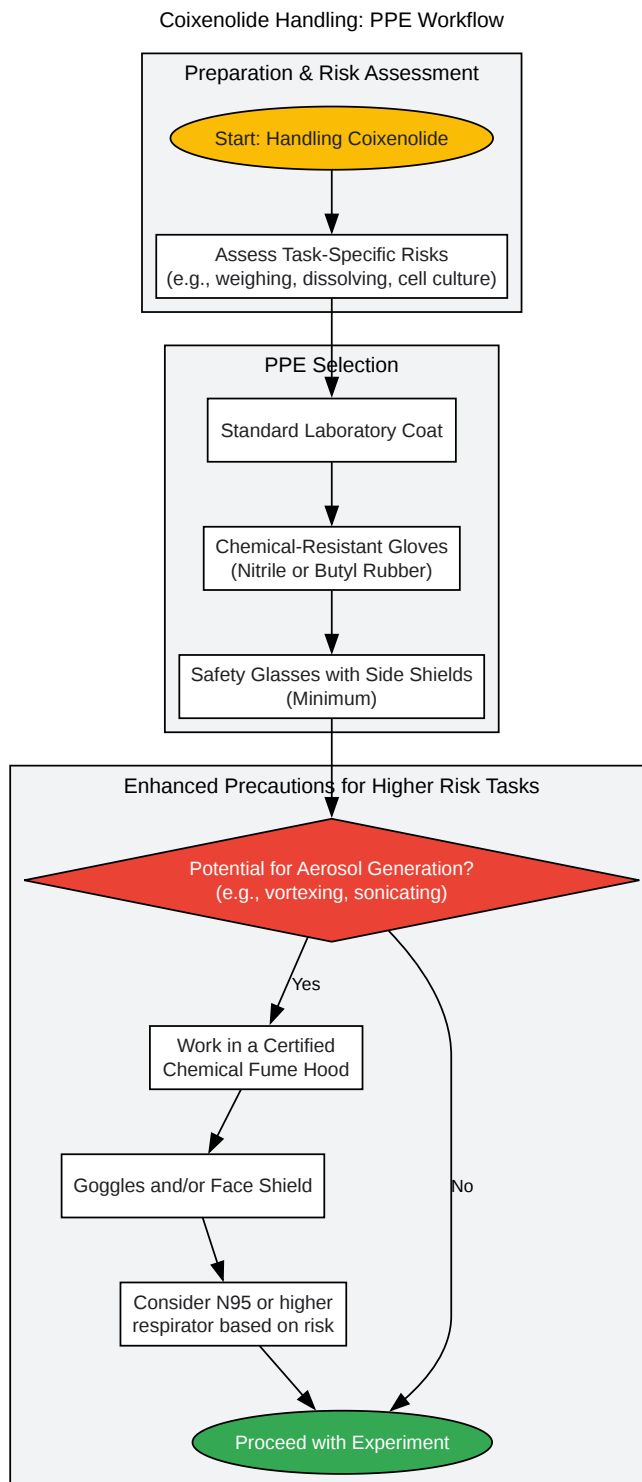 Coixenolide Handling: PPE Workflow
Preparation & Risk Assessment
Start: Handling Coixenolide
Assess Task-Specific Risks
(e.g., weighing, dissolving, cell culture)
PPE Selection
Standard Laboratory Coat
Chemical-Resistant Gloves
(Nitrile or Butyl Rubber)
Safety Glasses with Side Shields
(Minimum)
Enhanced Precautions for Higher Risk Tasks
Potential for Aerosol Generation?
(e.g., vortexing, sonicating)
Yes
Work in a Certified
Chemical Fume Hood
Goggles and/or Face Shield
No
Consider N95 or higher
respirator based on risk
Proceed with Experiment